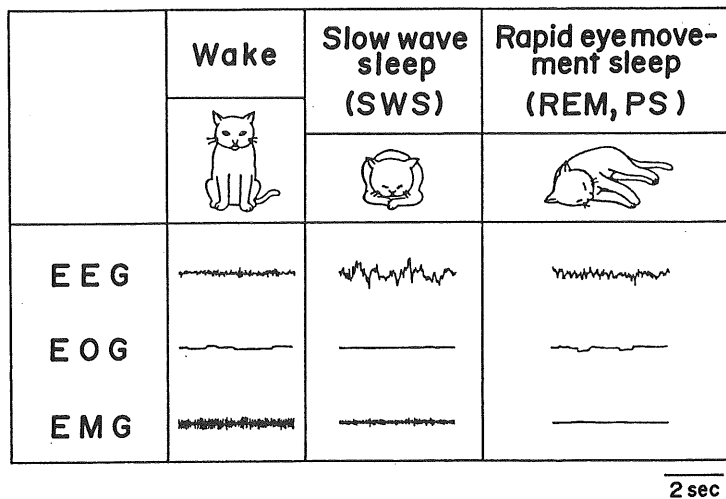 Wake
Slow wave
sleep
(SWS)
Rapid eye move-
ment sleep
(REM, PS)
EEG
EOG
EMG
2 sec